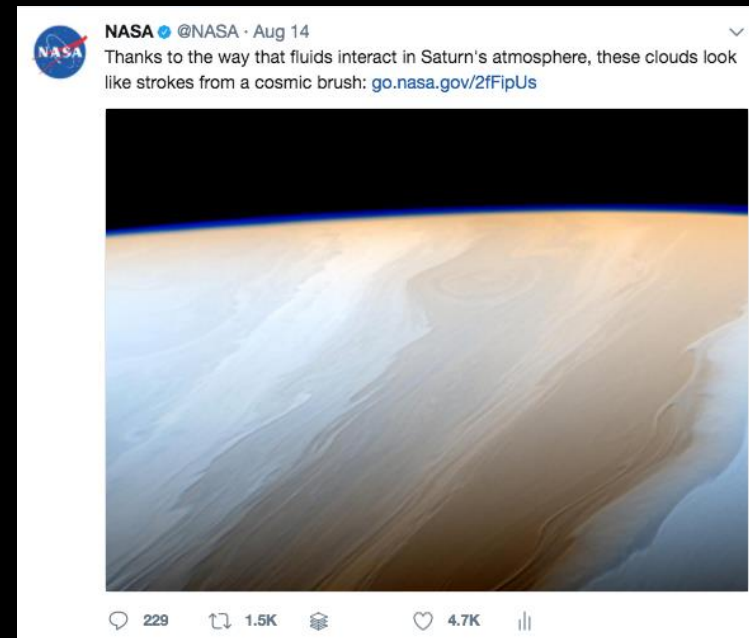 NASA
NASA @NASA · Aug 14
Thanks to the way that fluids interact in Saturn's atmosphere, these clouds look
like strokes from a cosmic brush: go.nasa.gov/2fFipUs
229 1.5K 4.7K